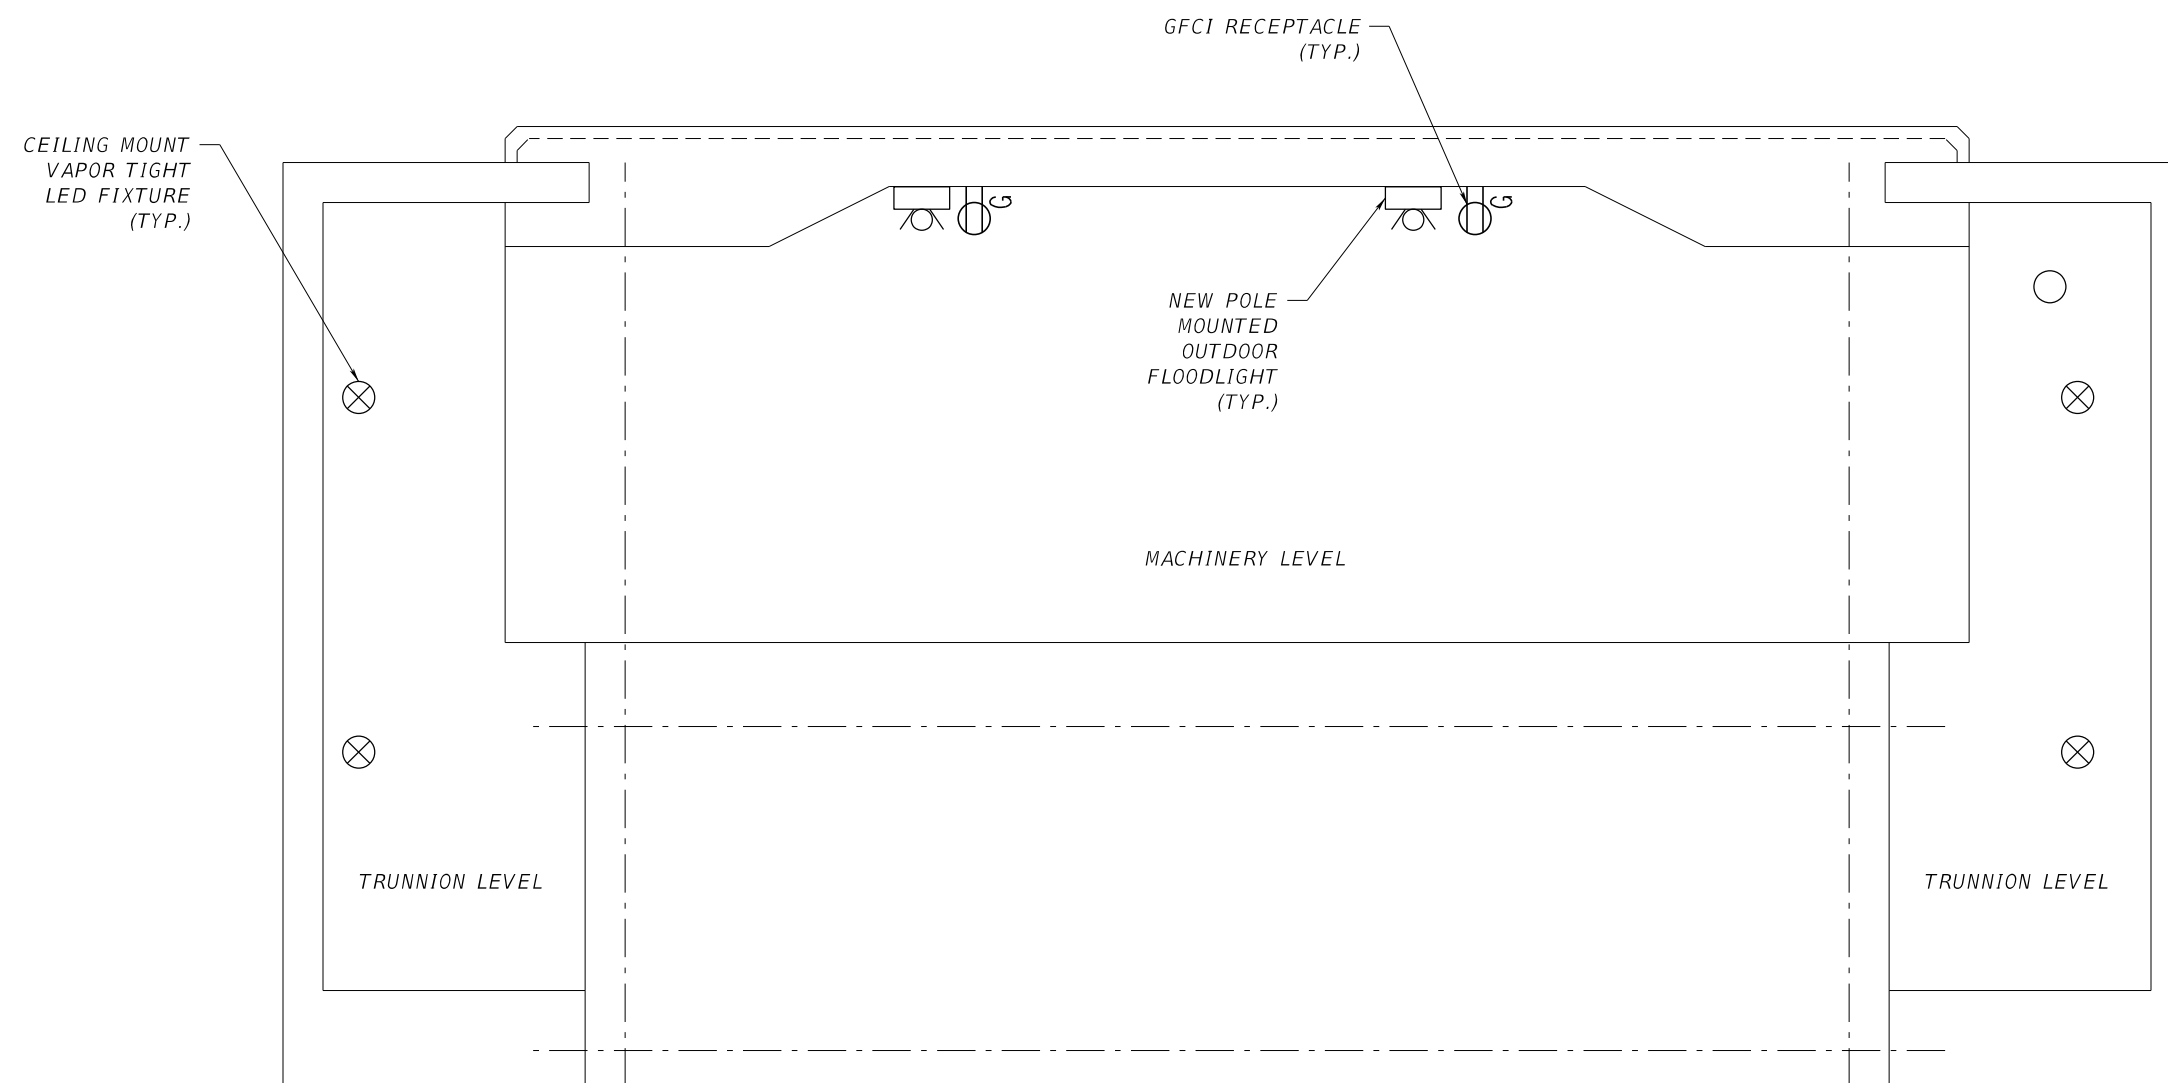 GFCI RECEPTACLE
(TYP.)
CEILING MOUNT
VAPOR TIGHT
LED FIXTURE
(TYP.)
G
G
NEW POLE
MOUNTED
OUTDOOR
FLOODLIGHT
(TYP.)
MACHINERY LEVEL
TRUNNION LEVEL
TRUNNION LEVEL